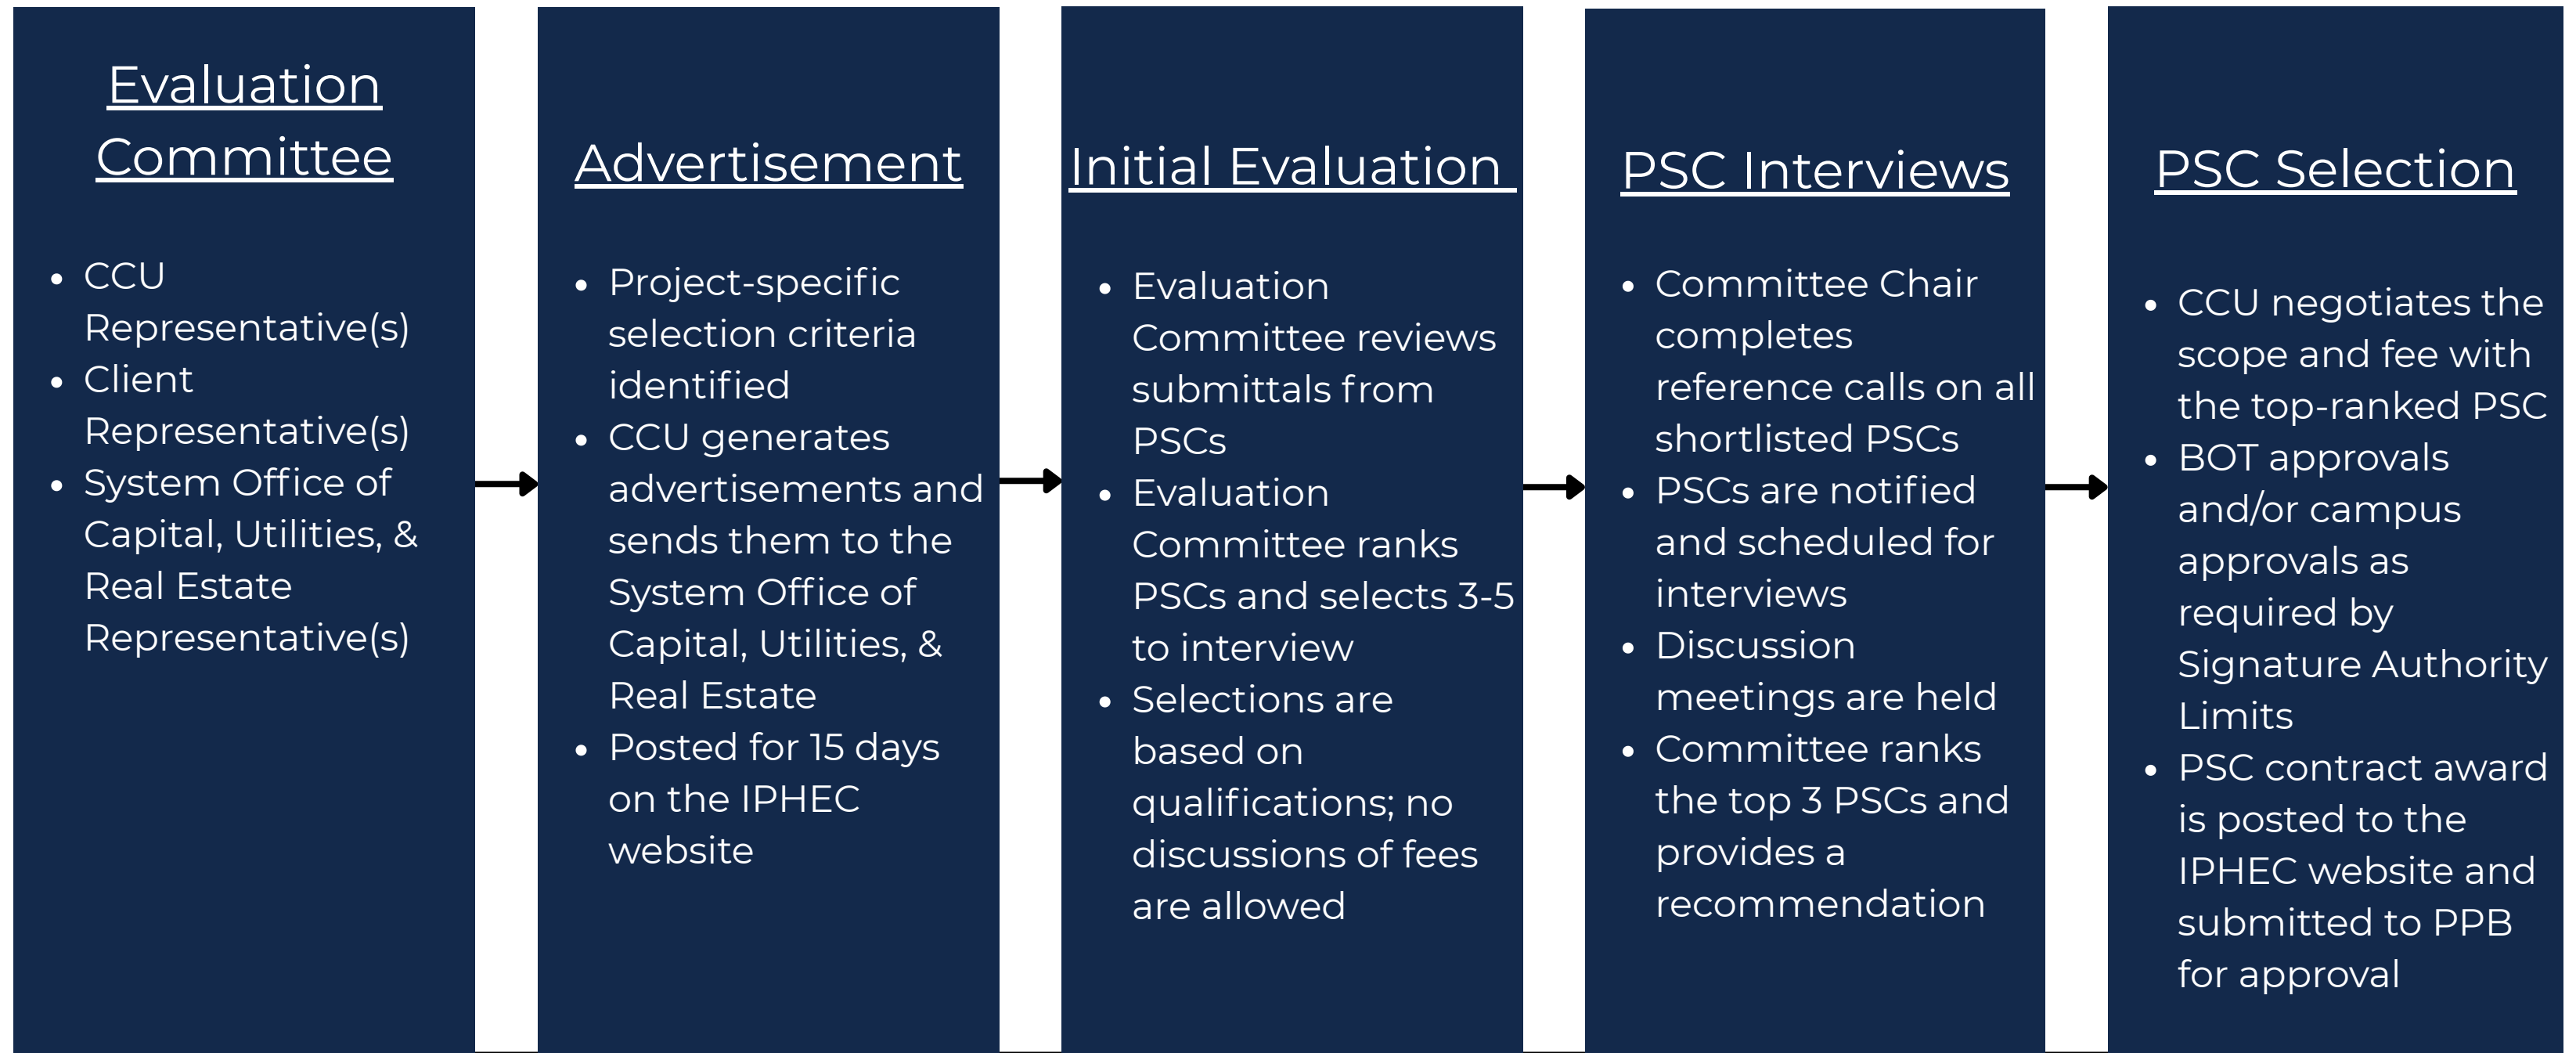 Evaluation
Committee
• CCU
Representative(s)
• Client
Representative(s)
• System Office of
Capital, Utilities, &
Real Estate
Representative(s)
Advertisement
• Project-specific
selection criteria
identified
• CCU generates
advertisements and
sends them to the
System Office of
Capital, Utilities, &
Real Estate
• Posted for 15 days
on the IPHEC
website
Initial Evaluation
• Evaluation
Committee reviews
submittals from
PSCs
• Evaluation
Committee ranks
PSCs and selects 3-5
to interview
• Selections are
based on
qualifications; no
discussions of fees
are allowed
PSC Interviews
• Committee Chair
completes
reference calls on all
shortlisted PSCs
• PSCs are notified
and scheduled for
interviews
• Discussion
meetings are held
• Committee ranks
the top 3 PSCs and
provides a
recommendation
PSC Selection
• CCU negotiates the
scope and fee with
the top-ranked PSC
• BOT approvals
and/or campus
approvals as
required by
Signature Authority
Limits
• PSC contract award
is posted to the
IPHEC website and
submitted to PPB
for approval